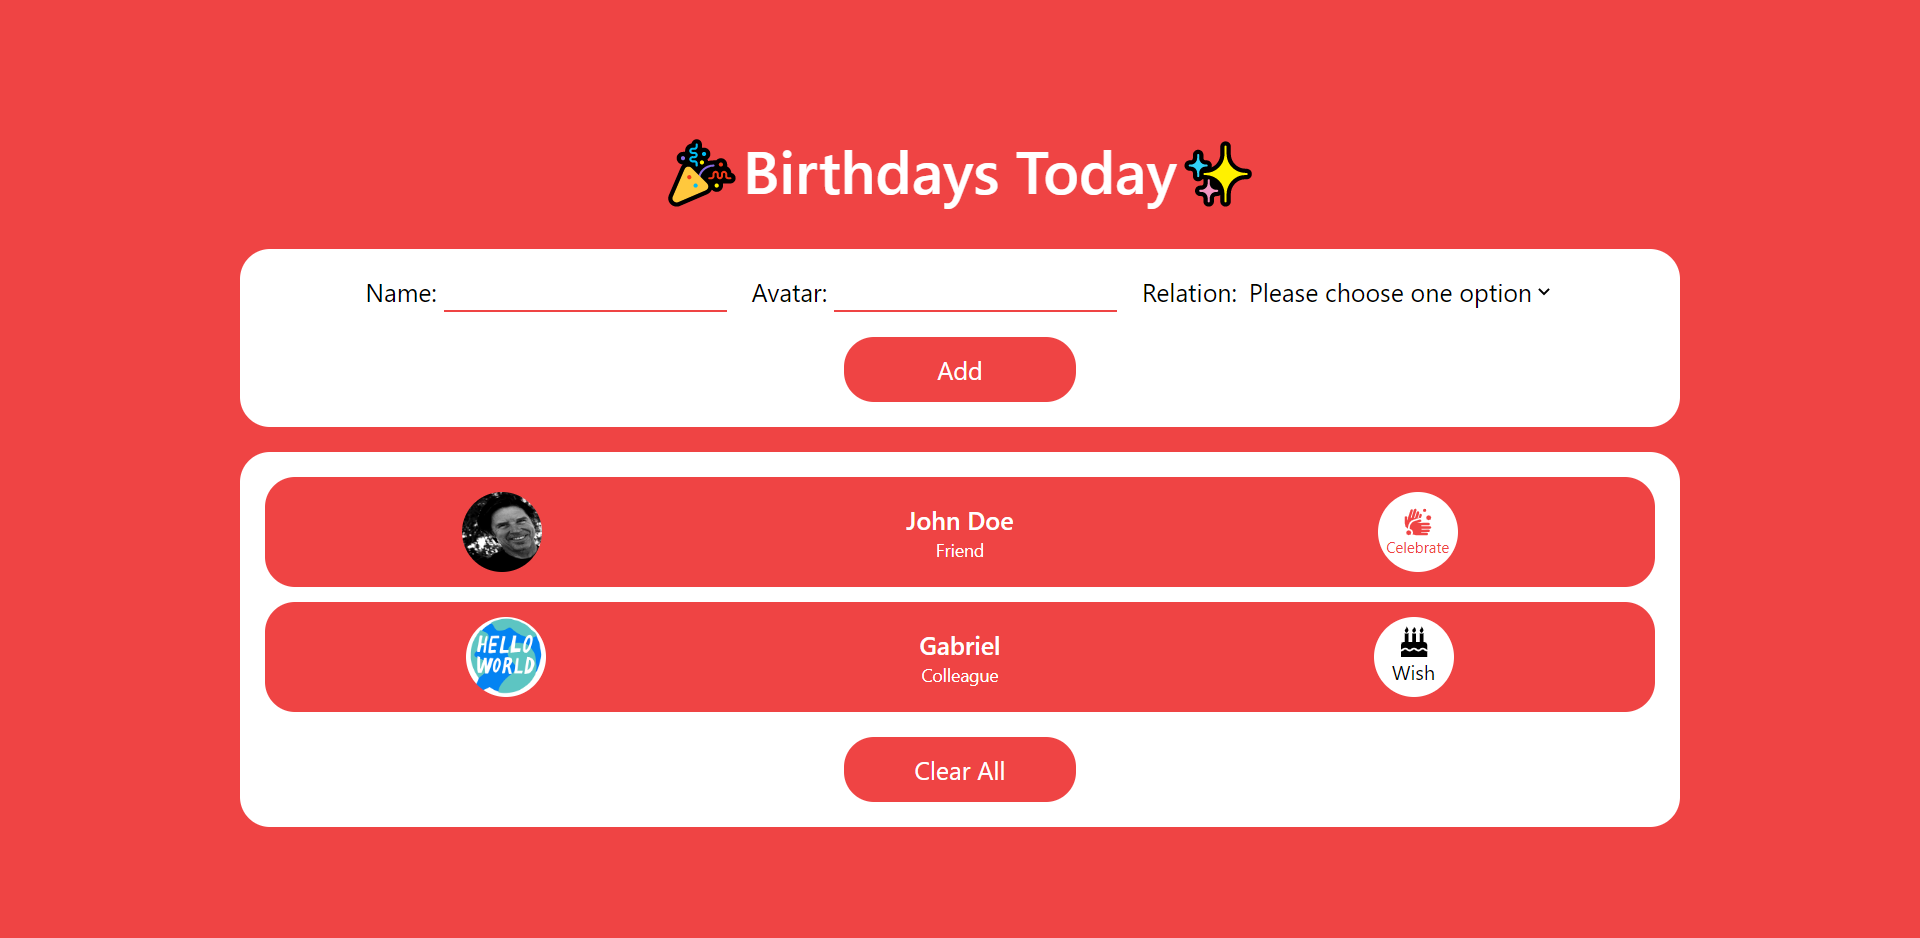 Birthdays Today
Name:
Avatar:
Relation: Please choose one option
Add
John Doe
Friend
Celebrate
HELLO
WORLD
Gabriel
Colleague
Wish
Clear All